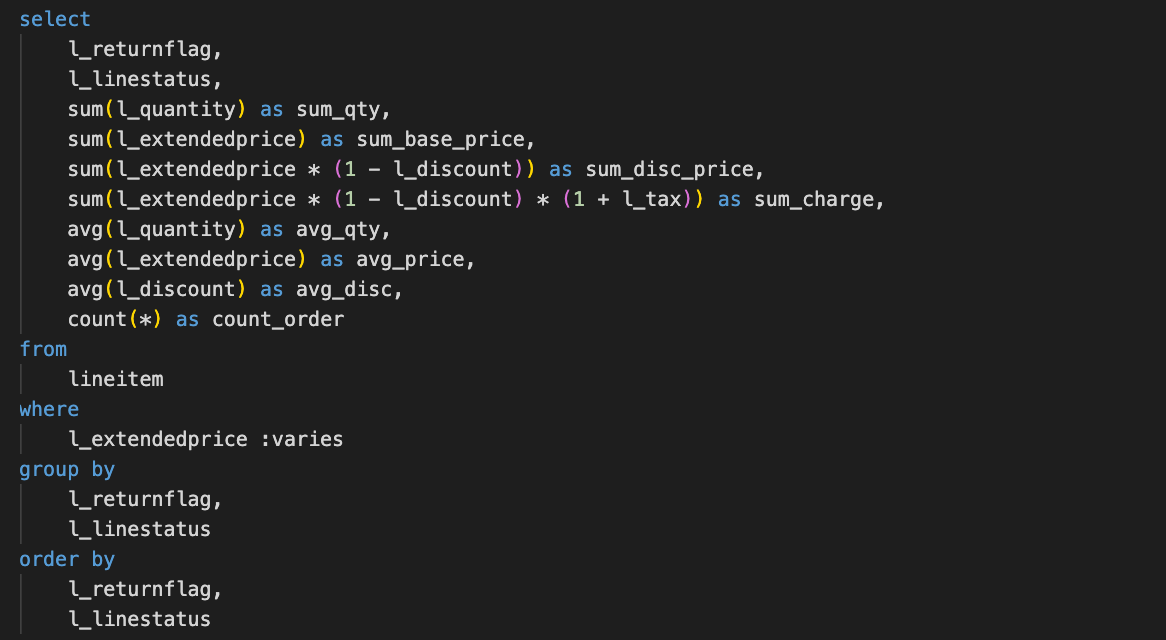 select
l_returnflag,
l_linestatus,
sum(l_quantity) as sum_qty,
sum(l_extendedprice) as sum_base_price,
sum(l_extendedprice * (1 - l_discount)) as sum_disc_price,
sum(l_extendedprice * (1 - l_discount) * (1 + l_tax)) as sum_charge,
avg(l_quantity) as avg_qty,
avg(l_extendedprice) as avg_price,
avg(l_discount) as avg_disc,
count(*) as count_order
from
lineitem
where
l_extendedprice :varies
group by
l_returnflag,
l_linestatus
order by
l_returnflag,
l_linestatus